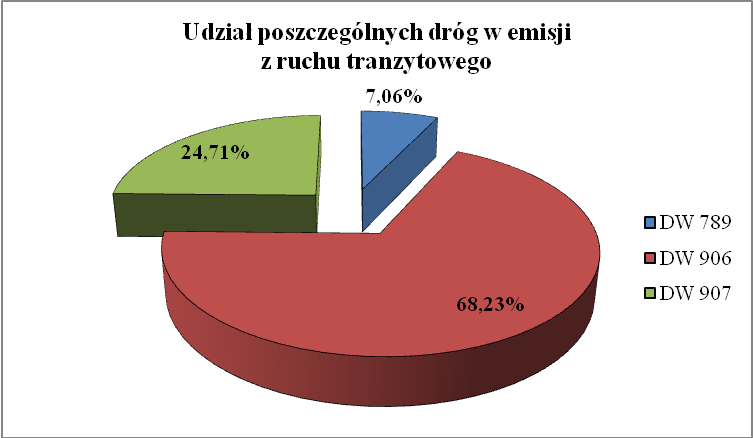 Udział poszczególnych dróg w emisji
z ruchu tranzytowego
7,06%
24,71%
68,23%
DW 789
DW 906
DW 907